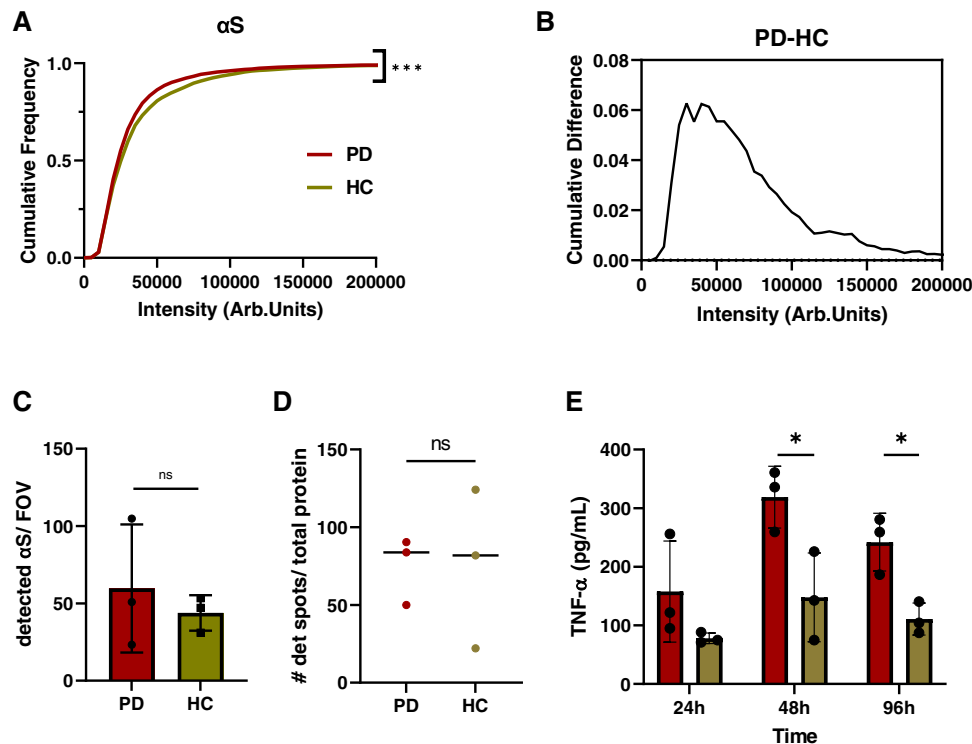 A
αS
Cumulative Frequency
1.0
0.5
0.0
***
PD
HC
0 50000 100000 150000 200000
Intensity (Arb.Units)
B
PD-HC
Cumulative Difference
0.08
0.06
0.04
0.02
0.00
0 50000 100000 150000 200000
Intensity (Arb.Units)
C
detected αS/ FOV
150
100
50
0
ns
PD HC
D
# det spots/ total protein
150
100
50
0
ns
PD HC
E
TNF-α (pg/mL)
400
300
200
100
0
* *
24h 48h 96h
Time